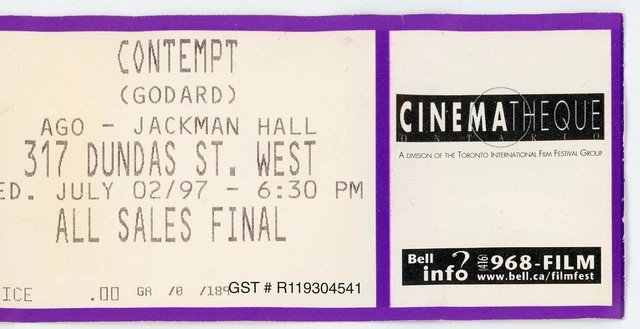 CONTEMPT
(GODARD)
AGO - JACKMAN HALL
317 DUNDAS ST. WEST
ED. JULY 02/97 - 6:30 PM
ALL SALES FINAL
ICE .00 GA /0 /189 GST # R119304541
CINEMATHEQUE
ONTARIO
A DIVISION OF THE TORONTO INTERNATIONAL FILM FESTIVAL GROUP
Bell info? (416) 968-FILM
www.bell.ca/filmfest